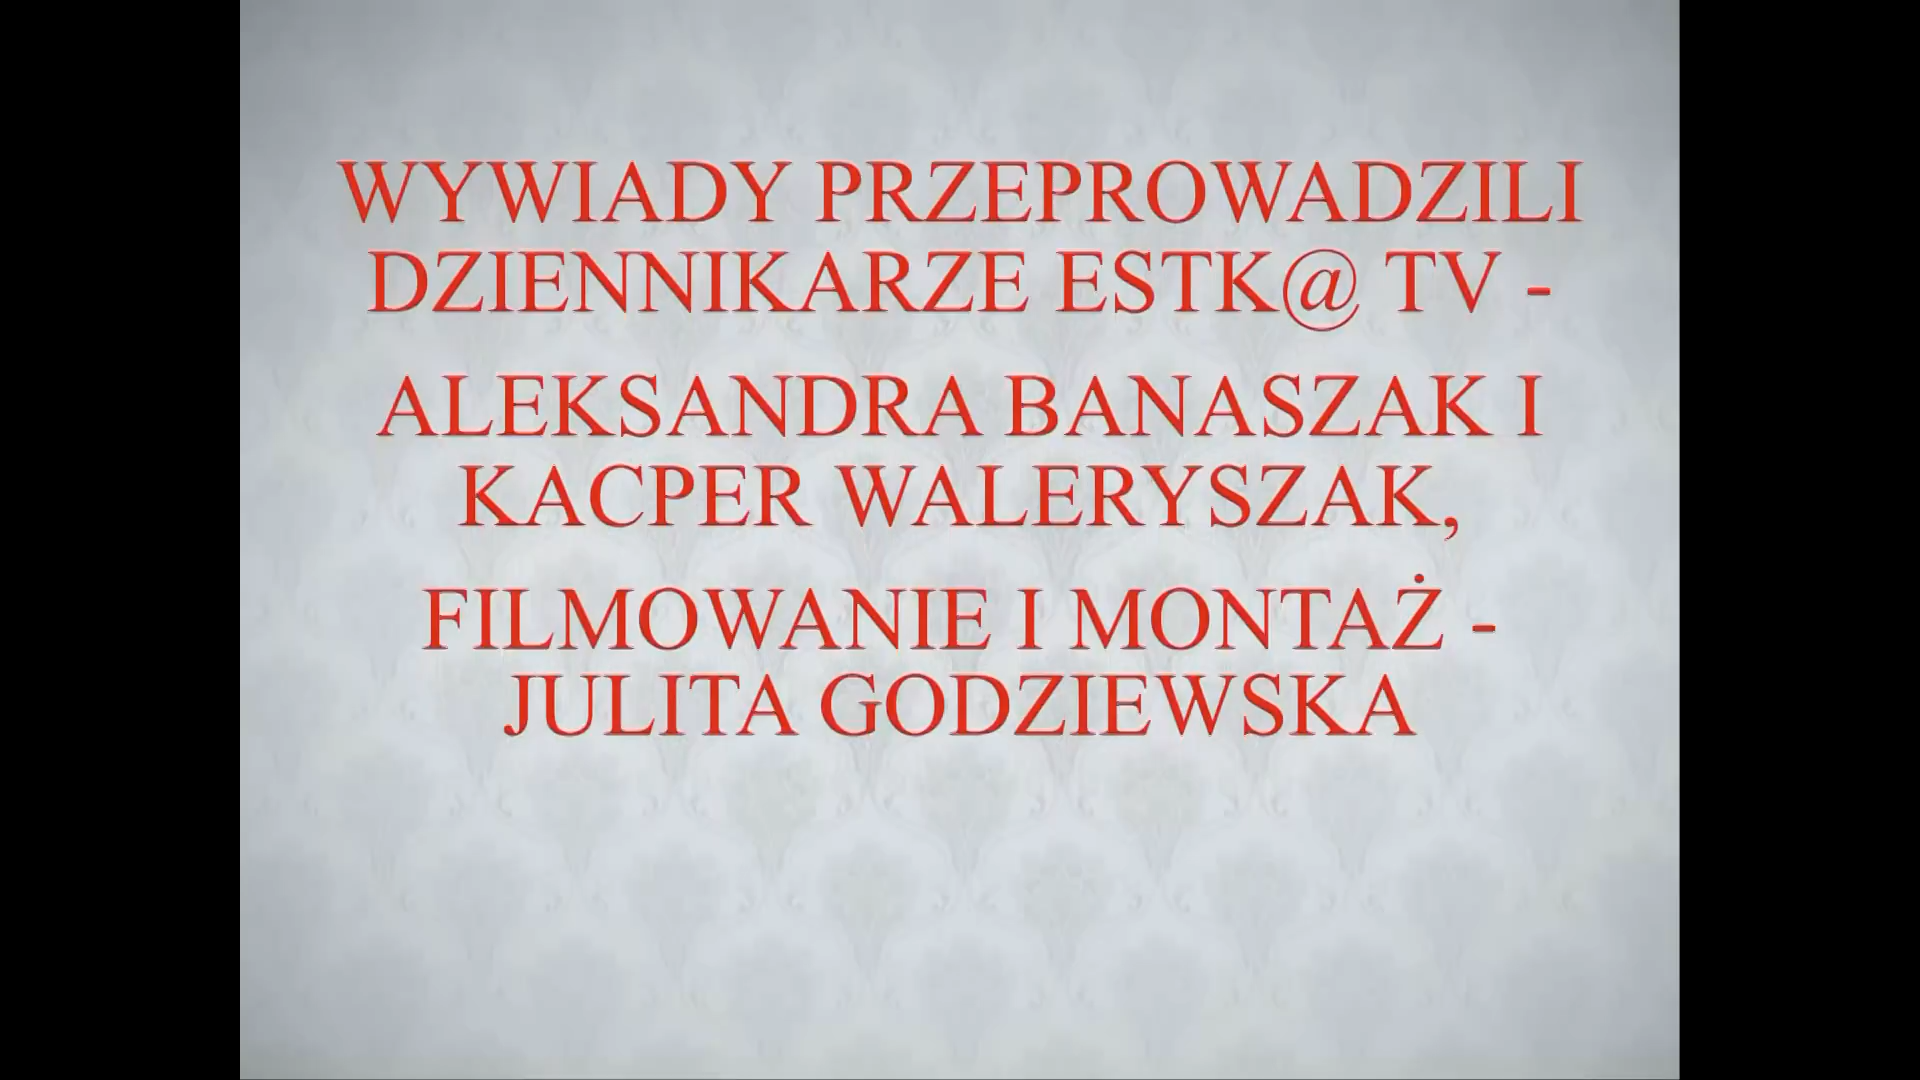 WYWIADY PRZEPROWADZILI
DZIENNIKARZE ESTK@ TV -
ALEKSANDRA BANASZAK I
KACPER WALERYSZAK,
FILMOWANIE I MONTAŻ -
JULITA GODZIEWSKA